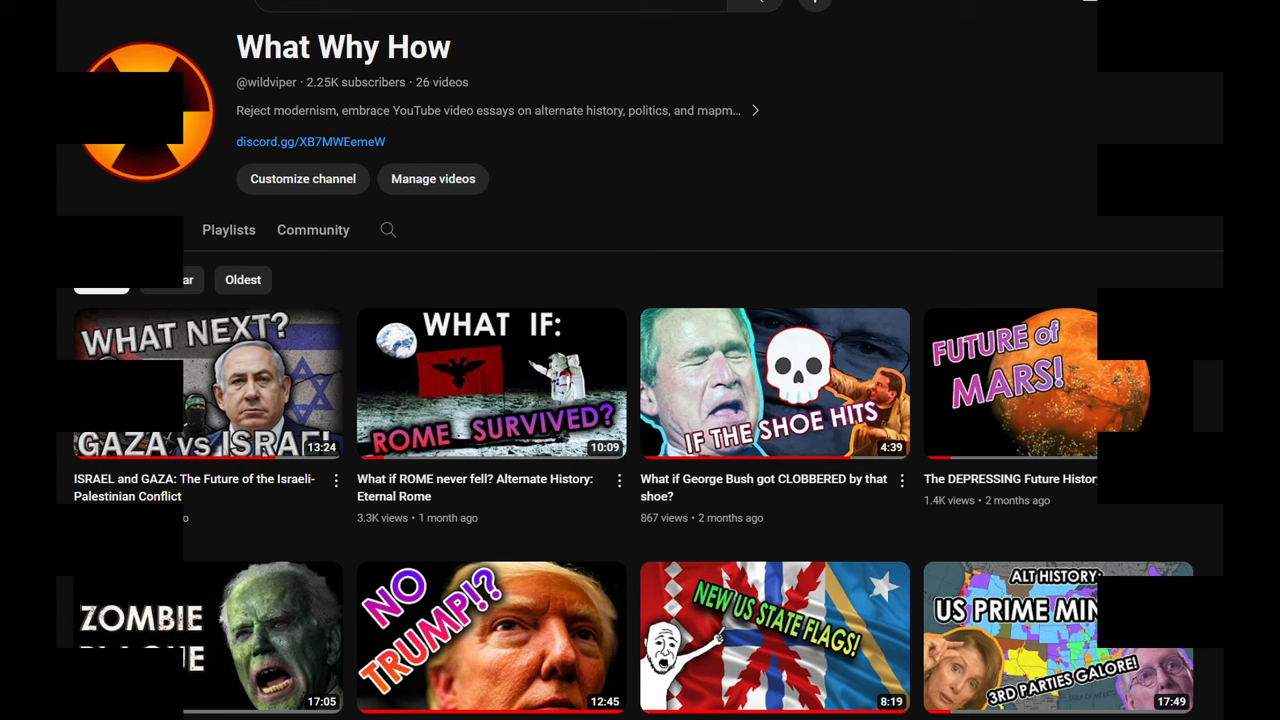 What Why How
@wildviper · 2.25K subscribers · 26 videos
Reject modernism, embrace YouTube video essays on alternate history, politics, and mapm...
discord.gg/XB7MWEemeW
Customize channel
Manage videos
Playlists
Community
ar
Oldest
WHAT NEXT?
GAZA vs ISRAEL
13:24
WHAT IF:
ROME SURVIVED?
10:09
IF THE SHOE HITS
4:39
FUTURE of
MARS!
ISRAEL and GAZA: The Future of the Israeli-
Palestinian Conflict
What if ROME never fell? Alternate History:
Eternal Rome
3.3K views • 1 month ago
What if George Bush got CLOBBERED by that
shoe?
867 views • 2 months ago
The DEPRESSING Future Histor
1.4K views • 2 months ago
ZOMBIE
17:05
NO
TRUMP!?
12:45
NEW US STATE FLAGS!
8:19
ALT HISTORY:
US PRIME MIN
3RD PARTIES GALORE!
17:49